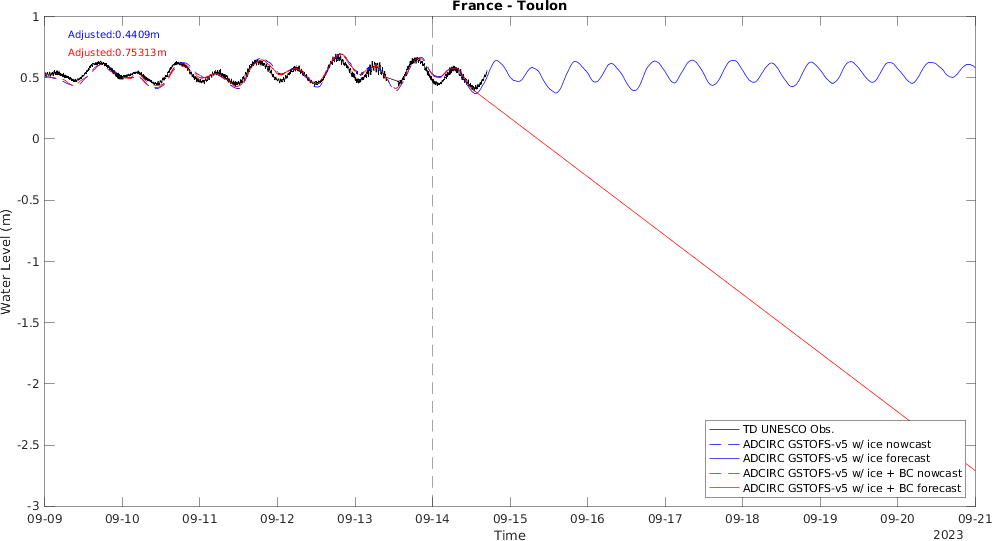 France - Toulon
Adjusted:0.4409m
Adjusted:0.75313m
Water Level (m)
1
0.5
0
-0.5
-1
-1.5
-2
-2.5
-3
TD UNESCO Obs.
ADCIRC GSTOFS-v5 w/ ice nowcast
ADCIRC GSTOFS-v5 w/ ice forecast
ADCIRC GSTOFS-v5 w/ ice + BC nowcast
ADCIRC GSTOFS-v5 w/ ice + BC forecast
09-09 09-10 09-11 09-12 09-13 09-14 09-15 09-16 09-17 09-18 09-19 09-20 09-21
Time
2023